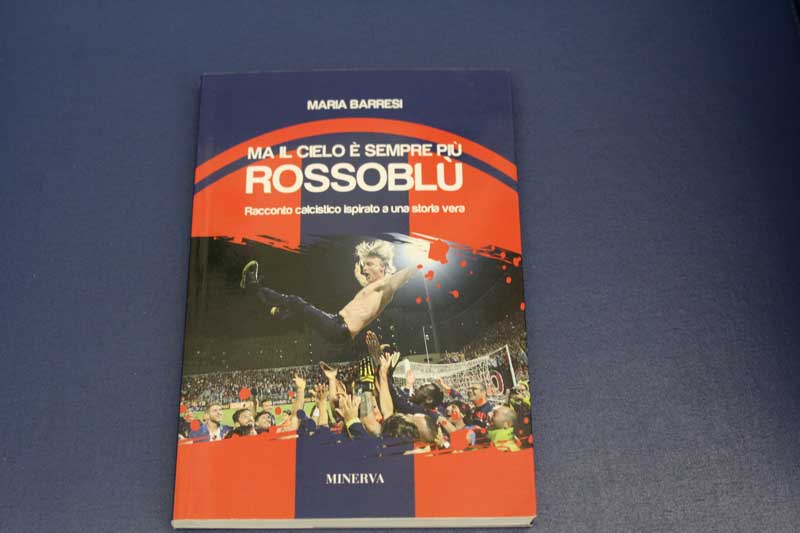 MARIA BARRESI
MA IL CIELO È SEMPRE PIÙ
ROSSOBLÙ
Racconto calcistico ispirato a una storia vera
MINERVA